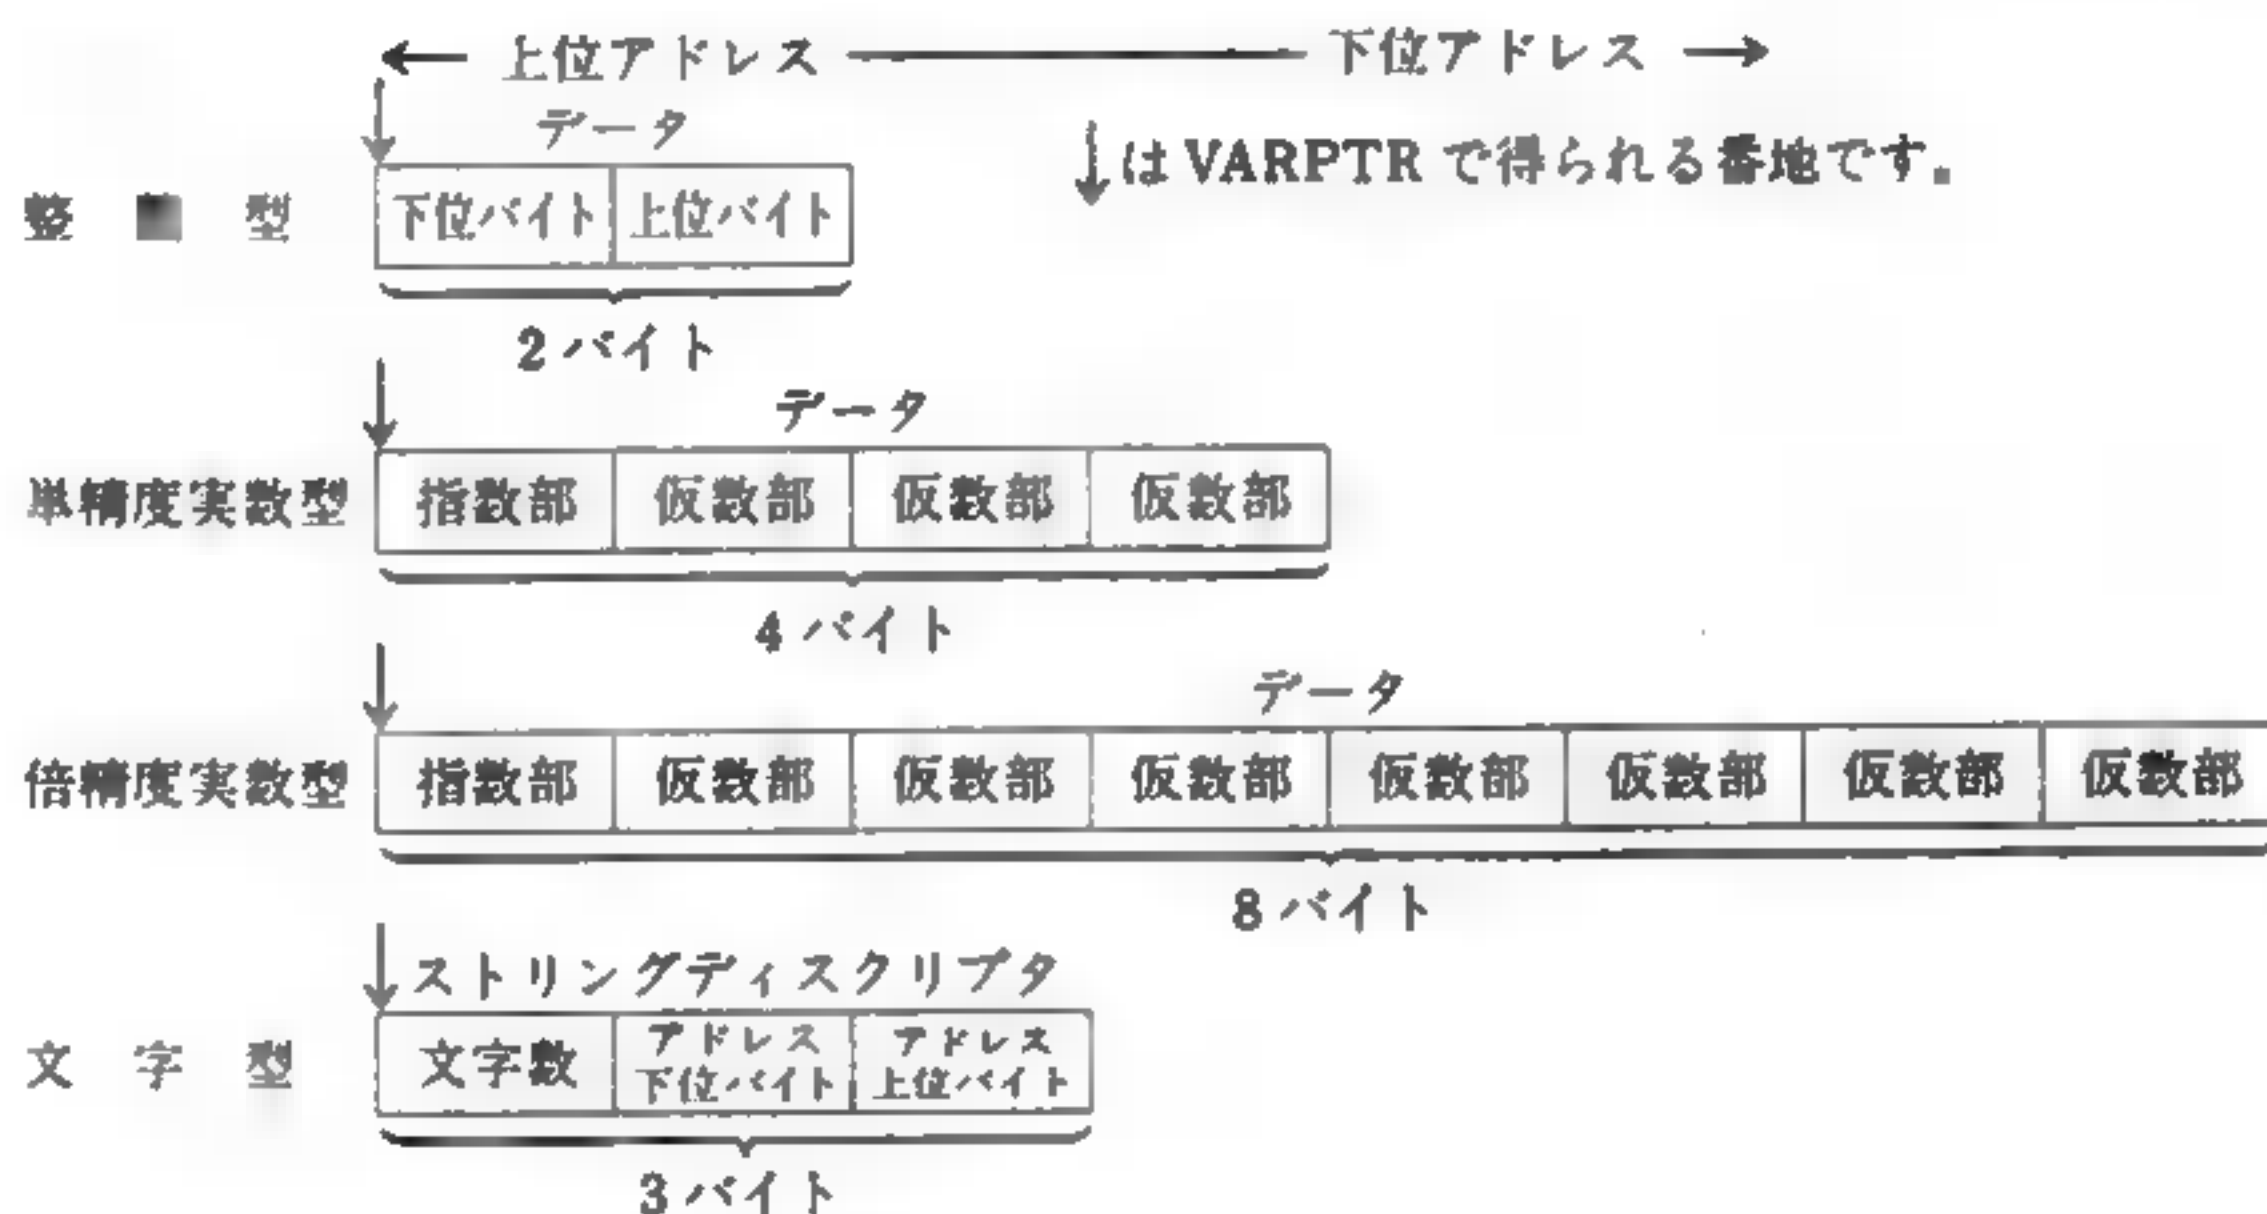 ← 上位アドレス ─── 下位アドレス →
データ
↓はVARPTRで得られる番地です.
整 型
下位バイト 上位バイト
2バイト
データ
単精度実数型 指数部 仮数部 仮数部 仮数部
4バイト
データ
倍精度実数型 指数部 仮数部 仮数部 仮数部 仮数部 仮数部 仮数部 仮数部
8バイト
ストリングディスクリプタ
文字型 文字数 アドレス下位バイト アドレス上位バイト
3バイト